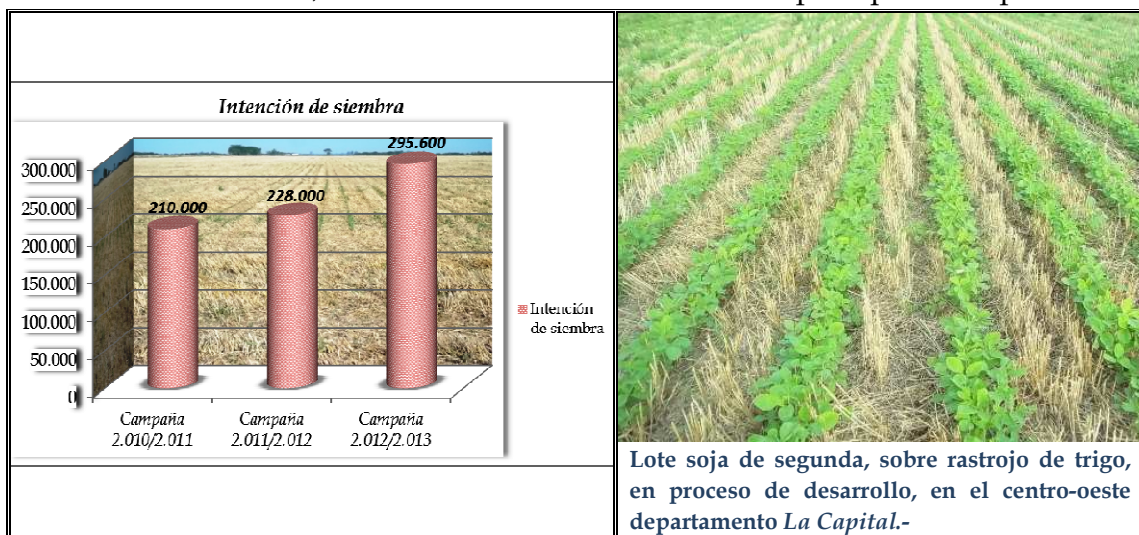 Intención de siembra
300.000
250.000
200.000
150.000
100.000
50.000
0
210.000
228.000
295.600
Campaña
2.010/2.011
Campaña
2.011/2.012
Campaña
2.012/2.013
Intención
de siembra
Lote soja de segunda, sobre rastrojo de trigo,
en proceso de desarrollo, en el centro-oeste
departamento La Capital.-